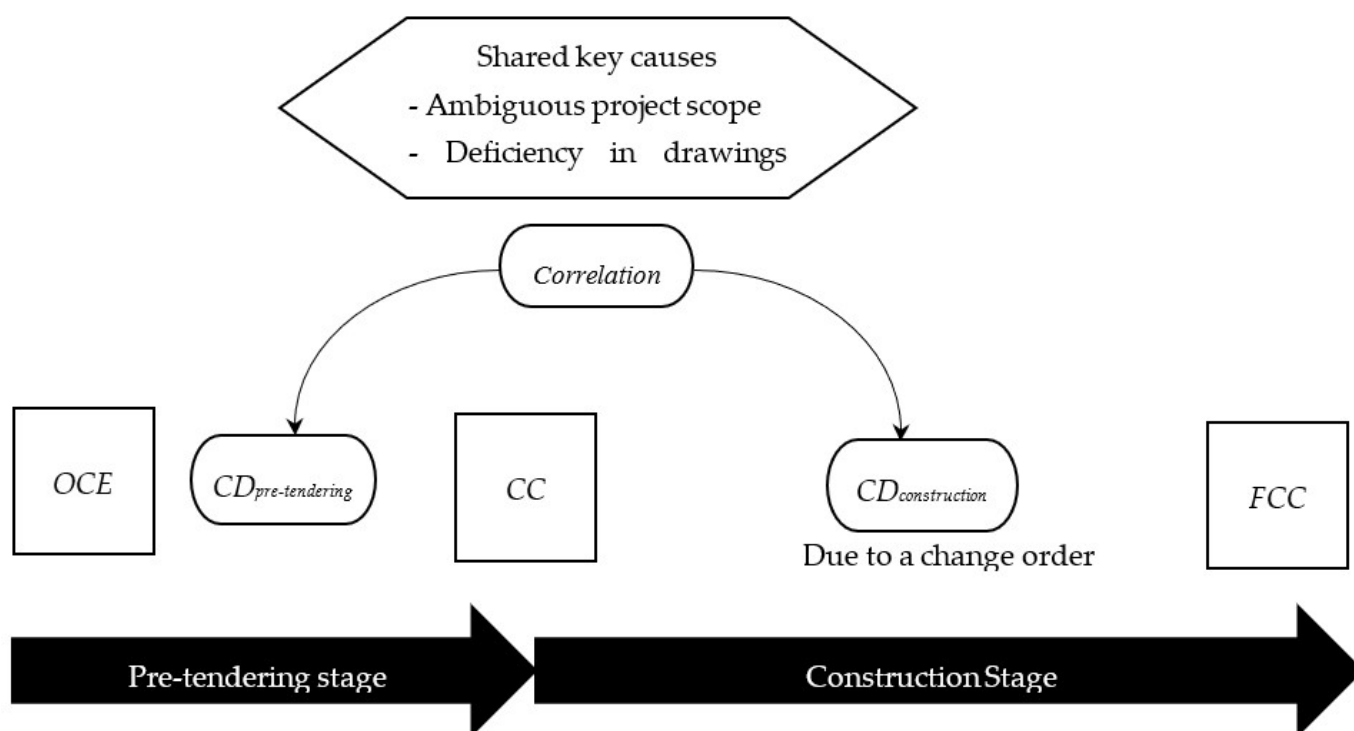 Shared key causes
- Ambiguous project scope
- Deficiency in drawings
Correlation
OCE
CDpre-tendering
CC
CDconstruction
FCC
Due to a change order
Pre-tendering stage
Construction Stage